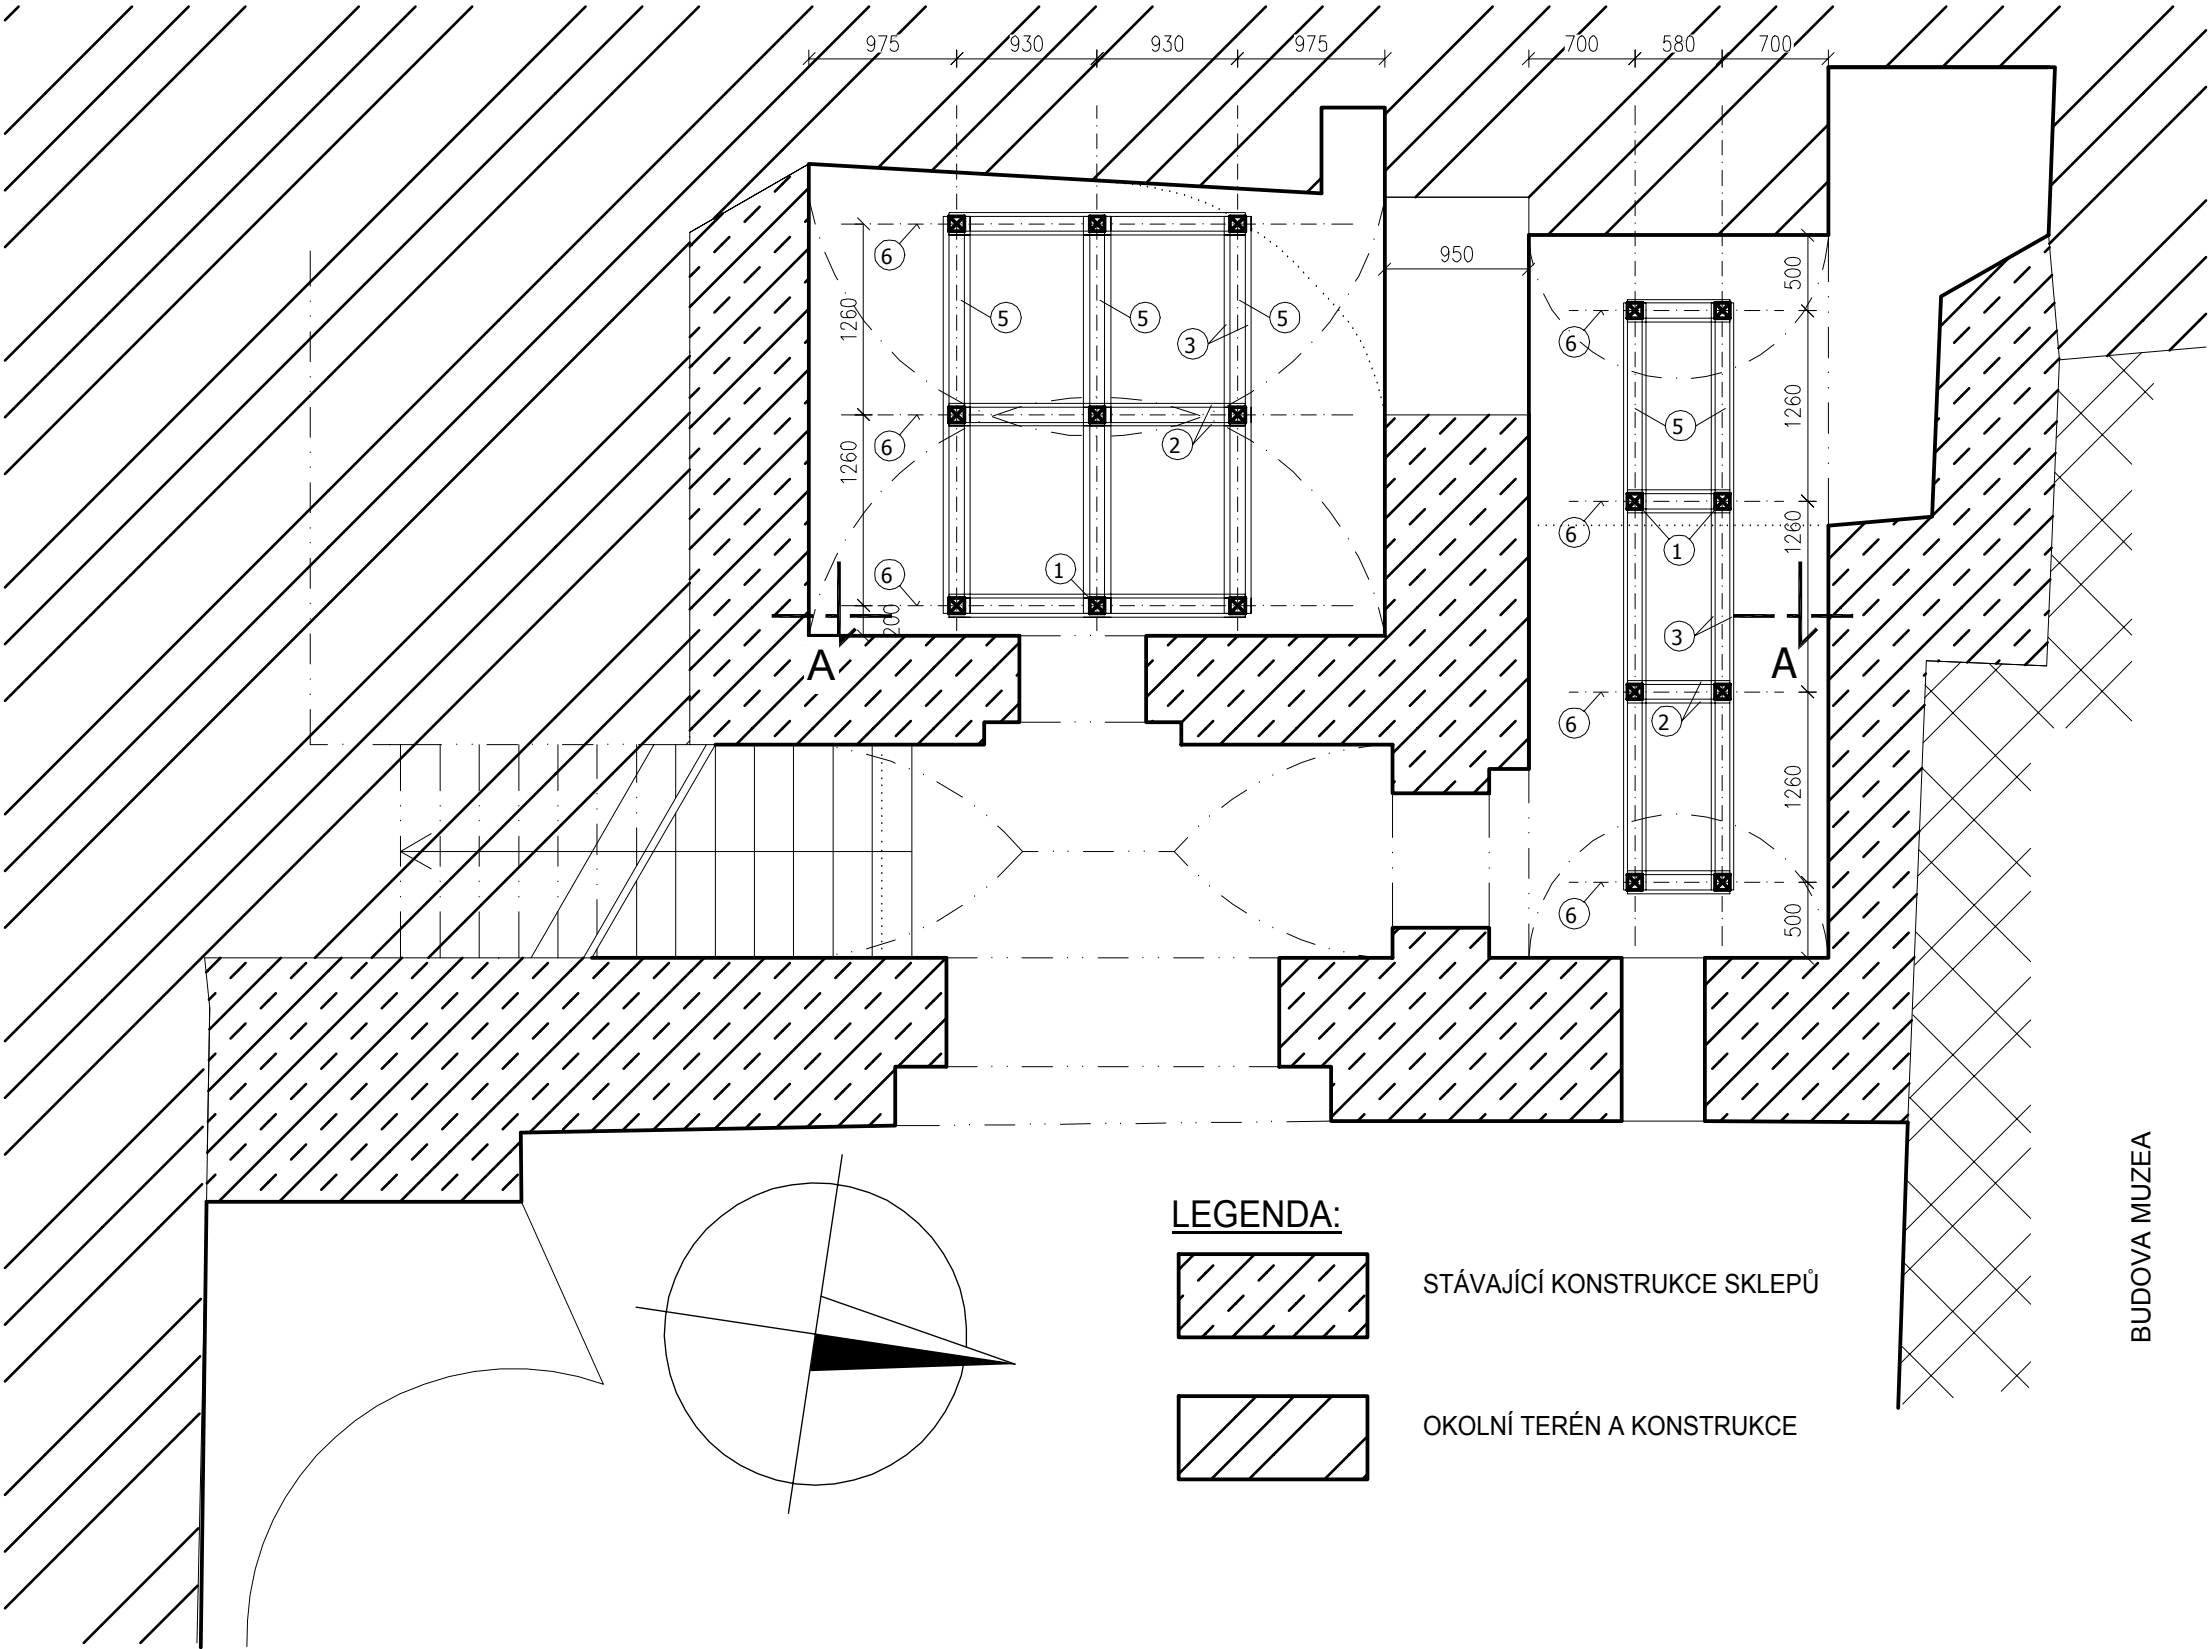 975 930 930 975 700 580 700
950
500
6 6
1260 5 5 5 1260
3 6
5
6 2
1260 1260
6 1
6 1
200 3
A A
6 2
1260
6 500
LEGENDA:
STÁVAJÍCÍ KONSTRUKCE SKLEPŮ
OKOLNÍ TERÉN A KONSTRUKCE
BUDOVA MUZEA